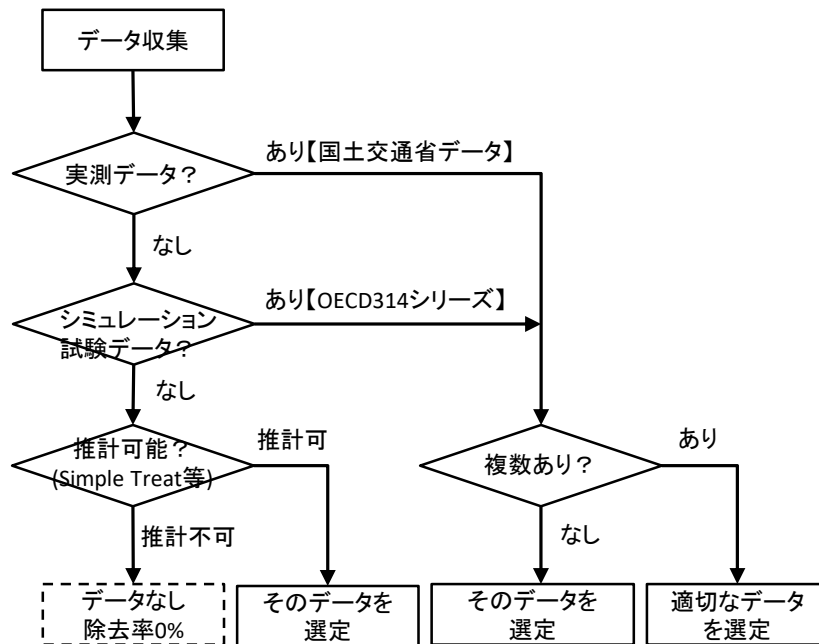 データ収集
実測データ？
あり【国土交通省データ】
なし
シミュレーション
試験データ？
あり【OECD314シリーズ】
なし
推計可能？
(Simple Treat等)
推計可
複数あり？
あり
推計不可
なし
データなし
除去率0%
そのデータを
選定
そのデータを
選定
適切なデータ
を選定